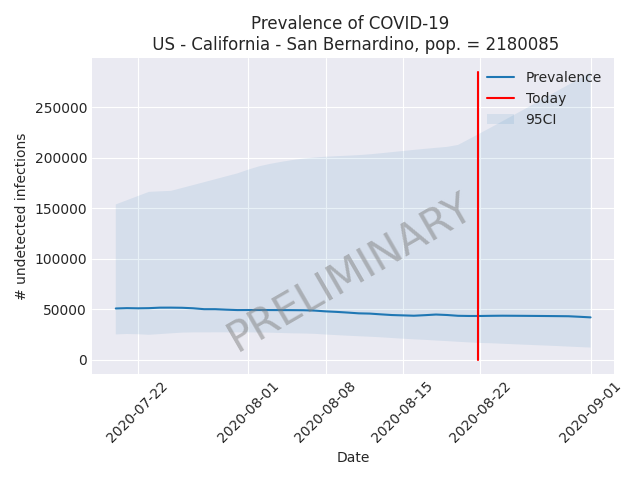 Prevalence of COVID-19
US - California - San Bernardino, pop. = 2180085
Prevalence
Today
95CI
250000
200000
150000
100000
50000
0
# undetected infections
PRELIMINARY
2020-07-22
2020-08-01
2020-08-08
2020-08-15
2020-08-22
2020-09-01
Date